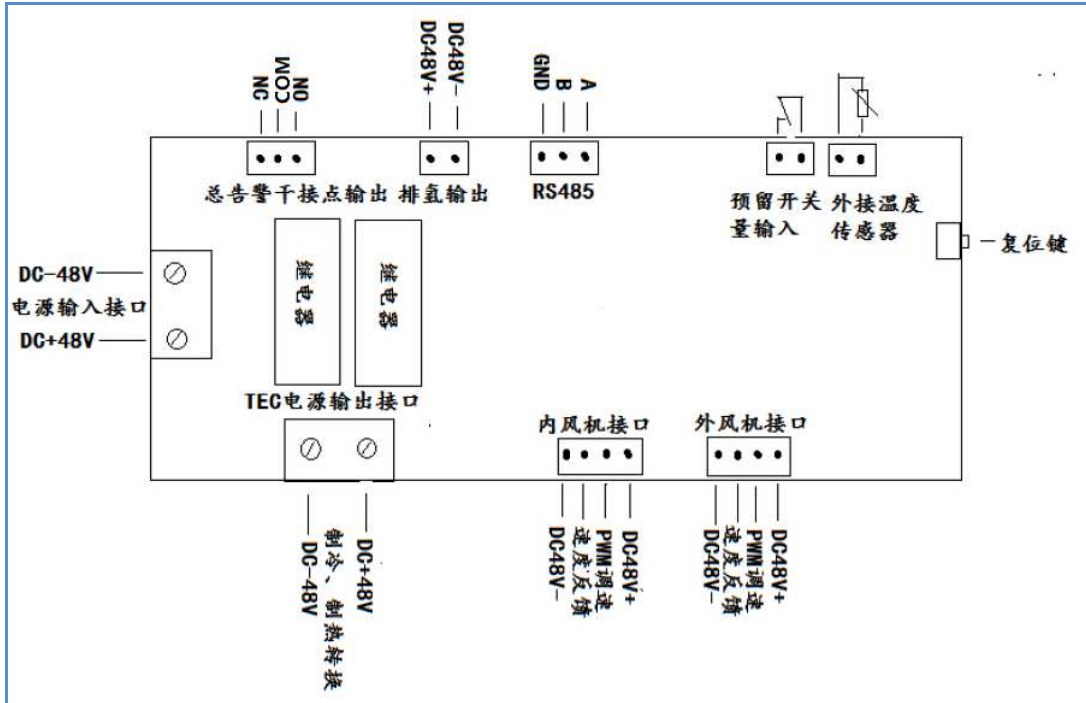 NC
COM
NO
DC48V+
DC48V-
GND
B
A
总告警干接点输出
排氢输出
RS485
预留开关
量输入
外接温度
传感器
复位键
DC-48V
电源输入接口
DC+48V
继电器
继电器
TEC电源输出接口
内风机接口
外风机接口
DC-48V
制冷、制热转换
DC+48V
DC48V-
速度反馈
PWM调速
DC48V+
DC48V-
速度反馈
PWM调速
DC48V+